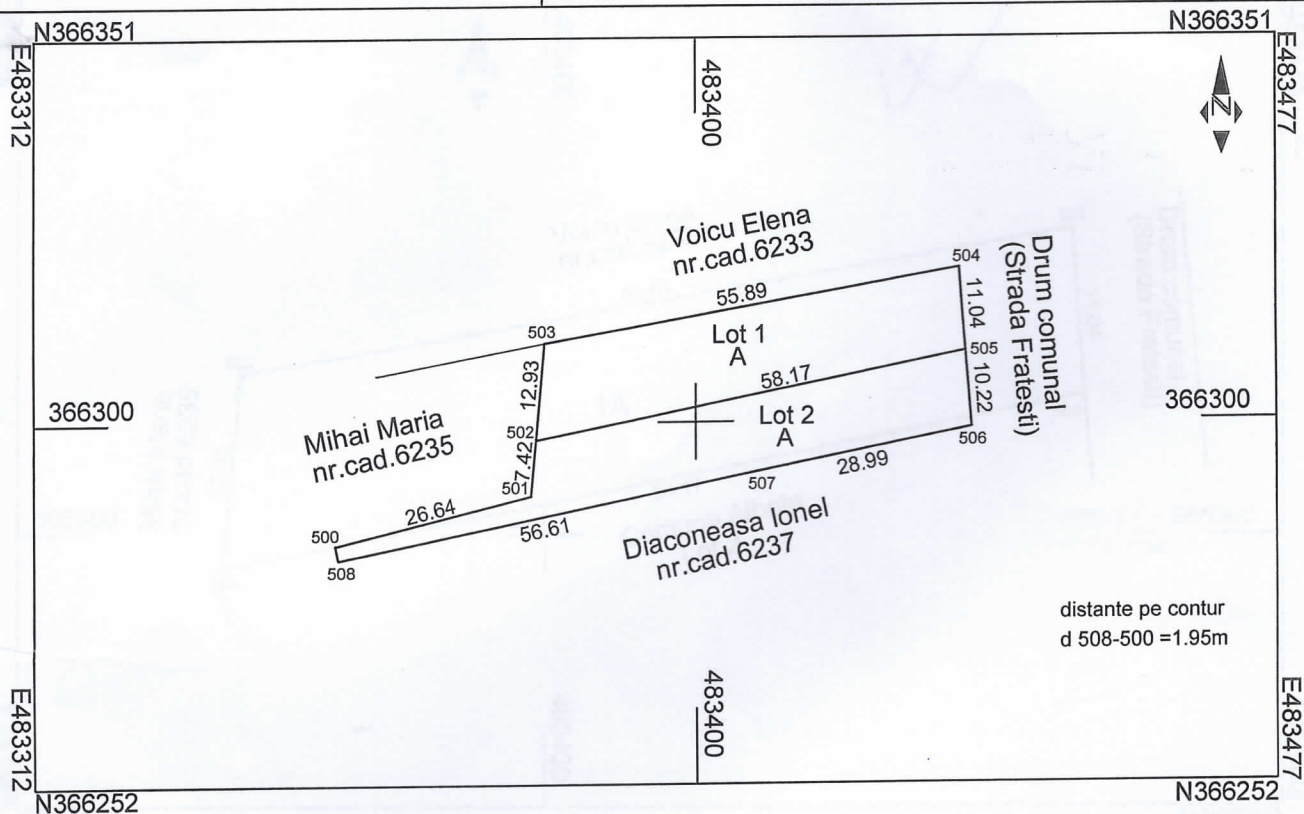 N366351
N366351
E483312
E483477
483400
N
Voicu Elena
nr.cad.6233
Drum comunal
(Strada Fratesti)
504
55.89
11.04
503
Lot 1
A
505
12.93
58.17
10.22
366300
366300
Mihai Maria
nr.cad.6235
Lot 2
A
502
506
7.42
28.99
501
507
26.64
56.61
500
508
Diaconeasa Ionel
nr.cad.6237
distante pe contur
d 508-500 =1.95m
483400
E483312
E483477
N366252
N366252